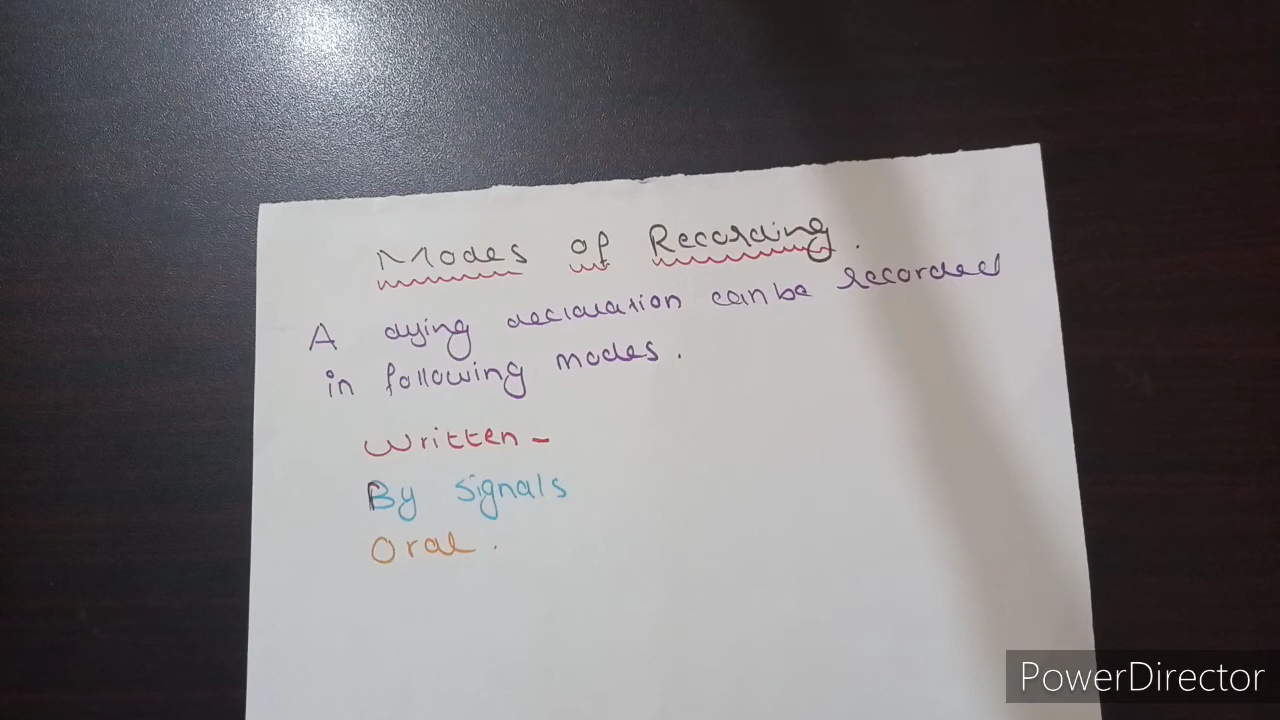 Modes of Recording.
A dying declaration can be recorded
in following modes.
Written -
By signals
Oral.
PowerDirector